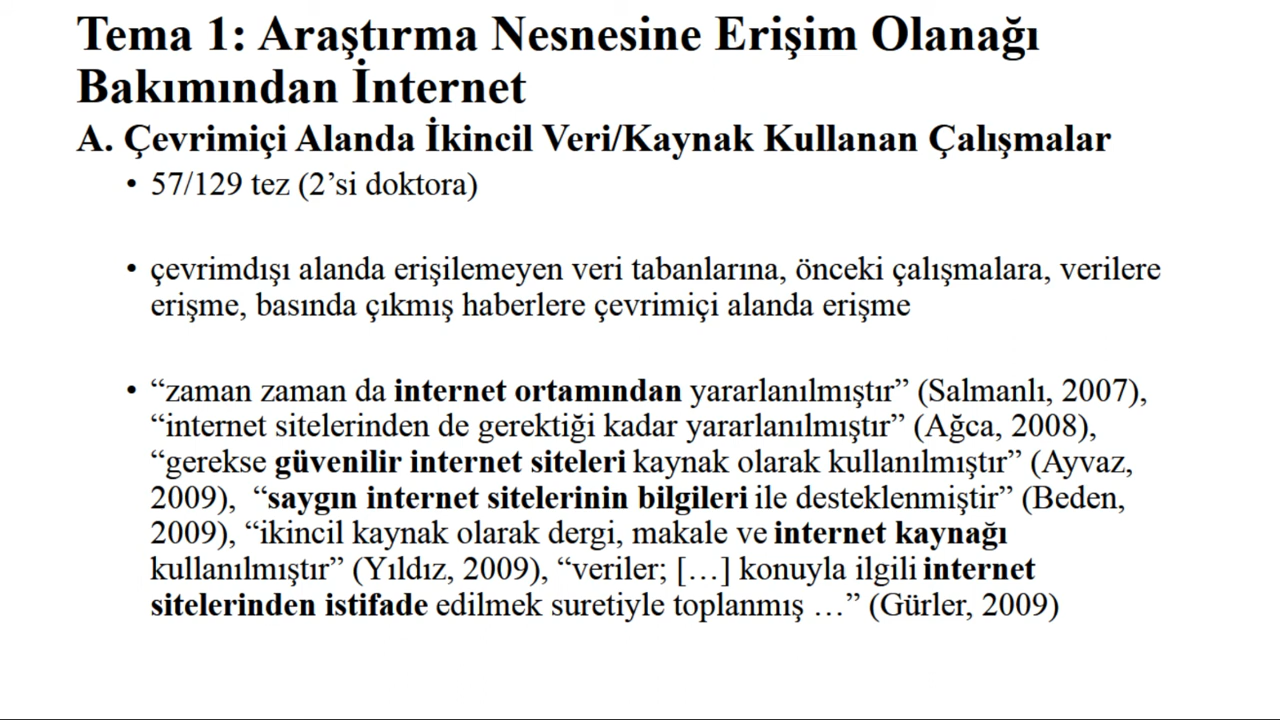 Tema 1: Araştırma Nesnesine Erişim Olanağı
Bakımından İnternet
A. Çevrimiçi Alanda İkincil Veri/Kaynak Kullanan Çalışmalar
• 57/129 tez (2’si doktora)
• çevrimdışı alanda erişilemeyen veri tabanlarına, önceki çalışmalara, verilere
erişme, basında çıkmış haberlere çevrimiçi alanda erişme
• “zaman zaman da internet ortamından yararlanılmıştır” (Salmanlı, 2007),
“internet sitelerinden de gerektiği kadar yararlanılmıştır” (Ağca, 2008),
“gerekse güvenilir internet siteleri kaynak olarak kullanılmıştır” (Ayvaz,
2009), “saygın internet sitelerinin bilgileri ile desteklenmiştir” (Beden,
2009), “ikincil kaynak olarak dergi, makale ve internet kaynağı
kullanılmıştır” (Yıldız, 2009), “veriler; […] konuyla ilgili internet
sitelerinden istifade edilmek suretiyle toplanmış …” (Gürler, 2009)